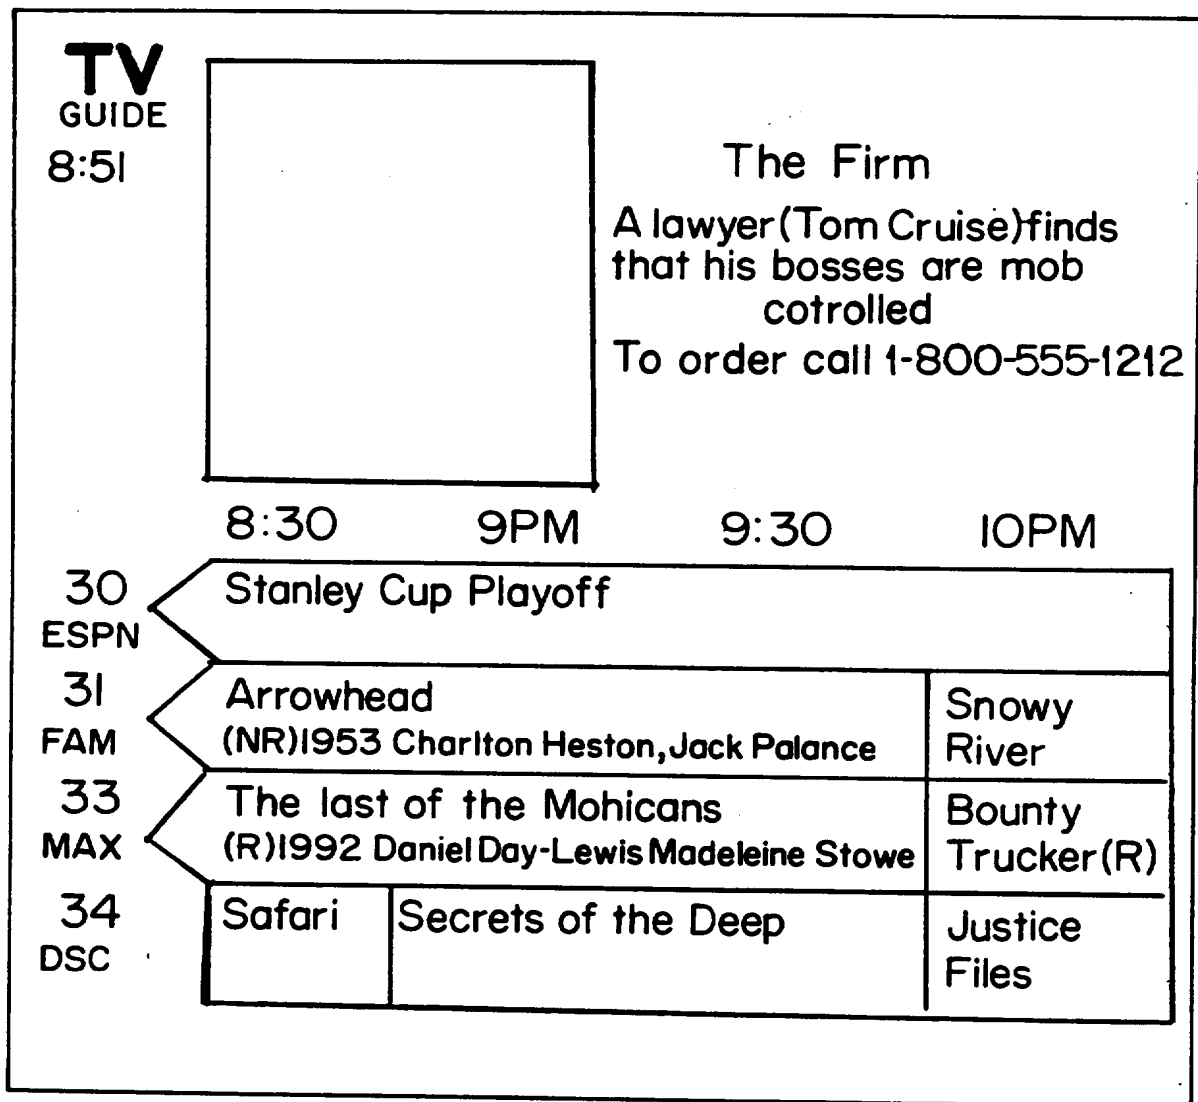 TV
GUIDE
8:51
The Firm
A lawyer (Tom Cruise) finds
that his bosses are mob
cotrolled
To order call 1-800-555-1212
8:30 9PM 9:30 10PM
30
ESPN
Stanley Cup Playoff
31
FAM
Arrowhead
(NR) 1953 Charlton Heston, Jack Palance
Snowy
River
33
MAX
The last of the Mohicans
(R) 1992 Daniel Day-Lewis Madeleine Stowe
Bounty
Trucker (R)
34
DSC
Safari
Secrets of the Deep
Justice
Files